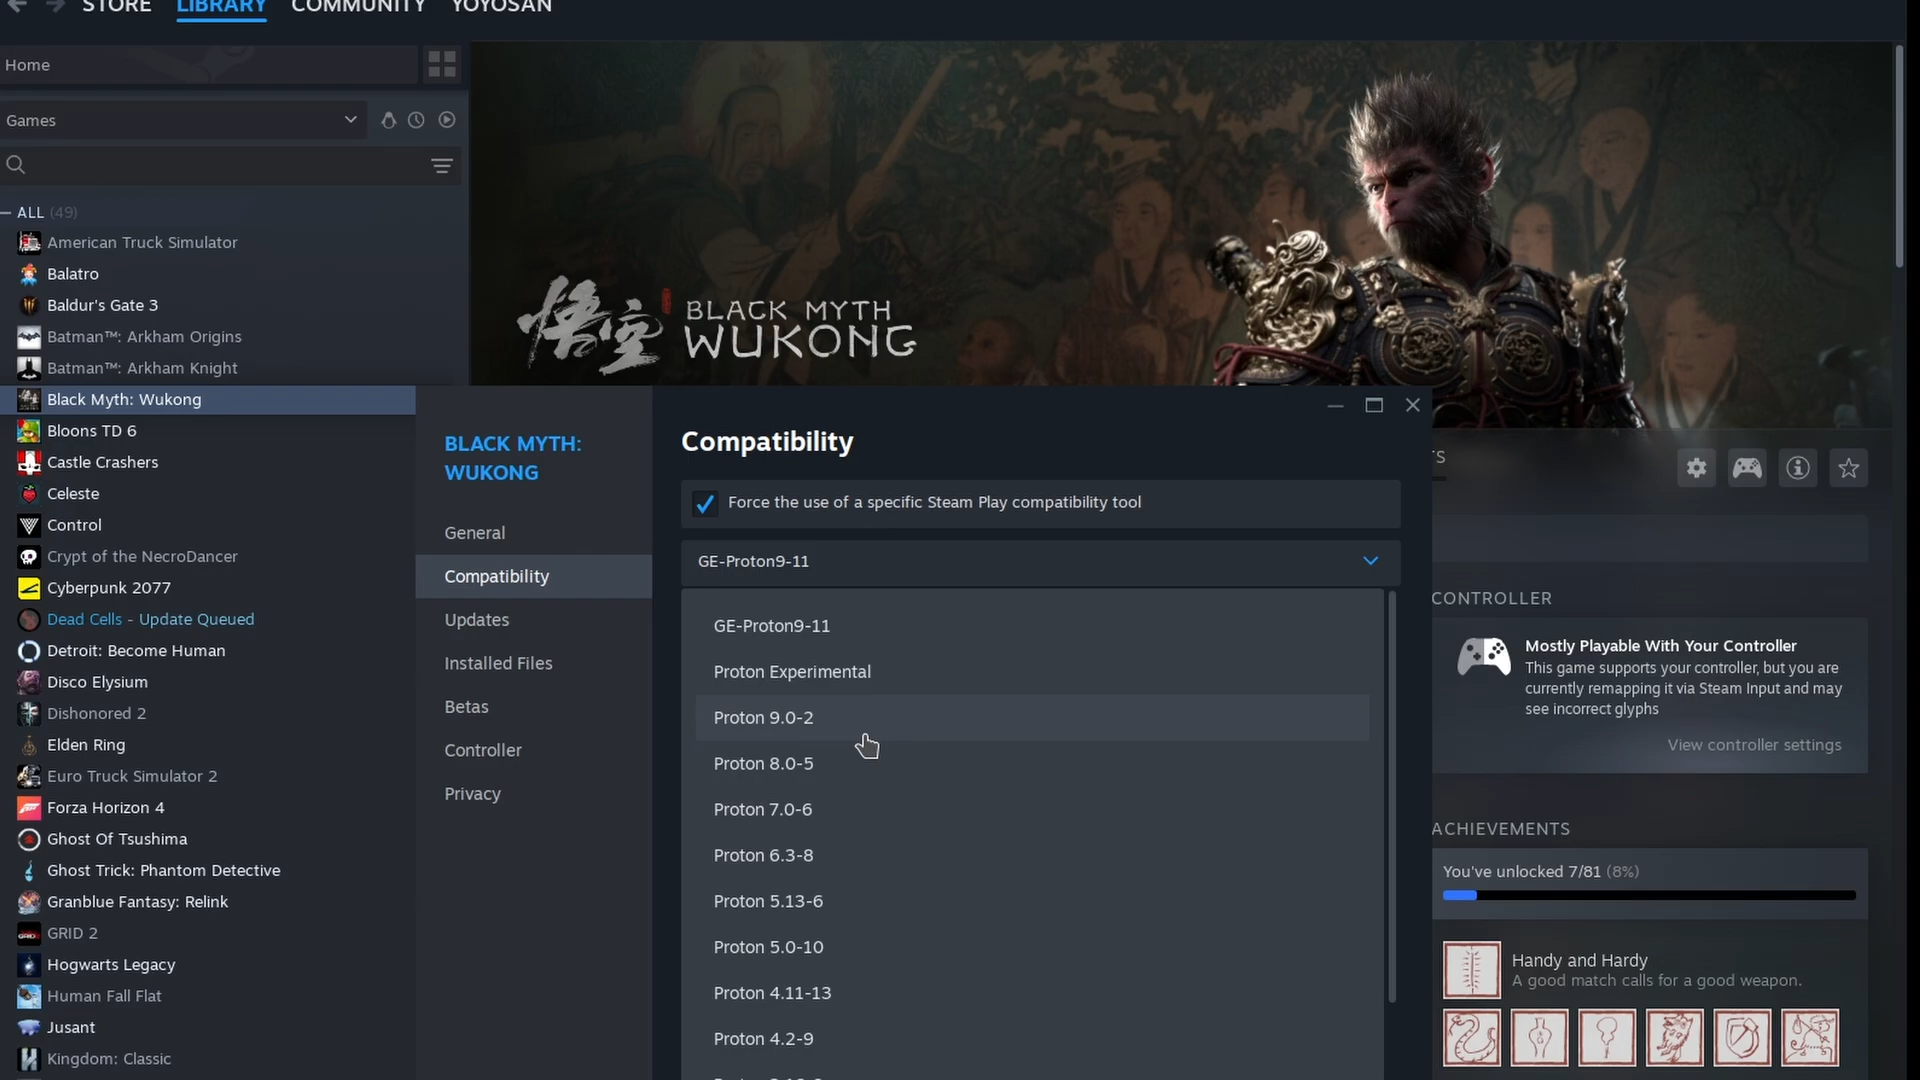 STORE
LIBRARY
COMMUNITY
YOYOSAN
Home
Games
ALL (49)
American Truck Simulator
Balatro
Baldur's Gate 3
Batman™: Arkham Origins
Batman™: Arkham Knight
Black Myth: Wukong
Bloons TD 6
Castle Crashers
Celeste
Control
Crypt of the NecroDancer
Cyberpunk 2077
Dead Cells - Update Queued
Detroit: Become Human
Disco Elysium
Dishonored 2
Elden Ring
Euro Truck Simulator 2
Forza Horizon 4
Ghost Of Tsushima
Ghost Trick: Phantom Detective
Granblue Fantasy: Relink
GRID 2
Hogwarts Legacy
Human Fall Flat
Jusant
Kingdom: Classic
悟空
BLACK MYTH
WUKONG
BLACK MYTH:
WUKONG
General
Compatibility
Updates
Installed Files
Betas
Controller
Privacy
Compatibility
Force the use of a specific Steam Play compatibility tool
GE-Proton9-11
GE-Proton9-11
Proton Experimental
Proton 9.0-2
Proton 8.0-5
Proton 7.0-6
Proton 6.3-8
Proton 5.13-6
Proton 5.0-10
Proton 4.11-13
Proton 4.2-9
CONTROLLER
Mostly Playable With Your Controller
This game supports your controller, but you are
currently remapping it via Steam Input and may
see incorrect glyphs
View controller settings
ACHIEVEMENTS
You've unlocked 7/81 (8%)
Handy and Hardy
A good match calls for a good weapon.